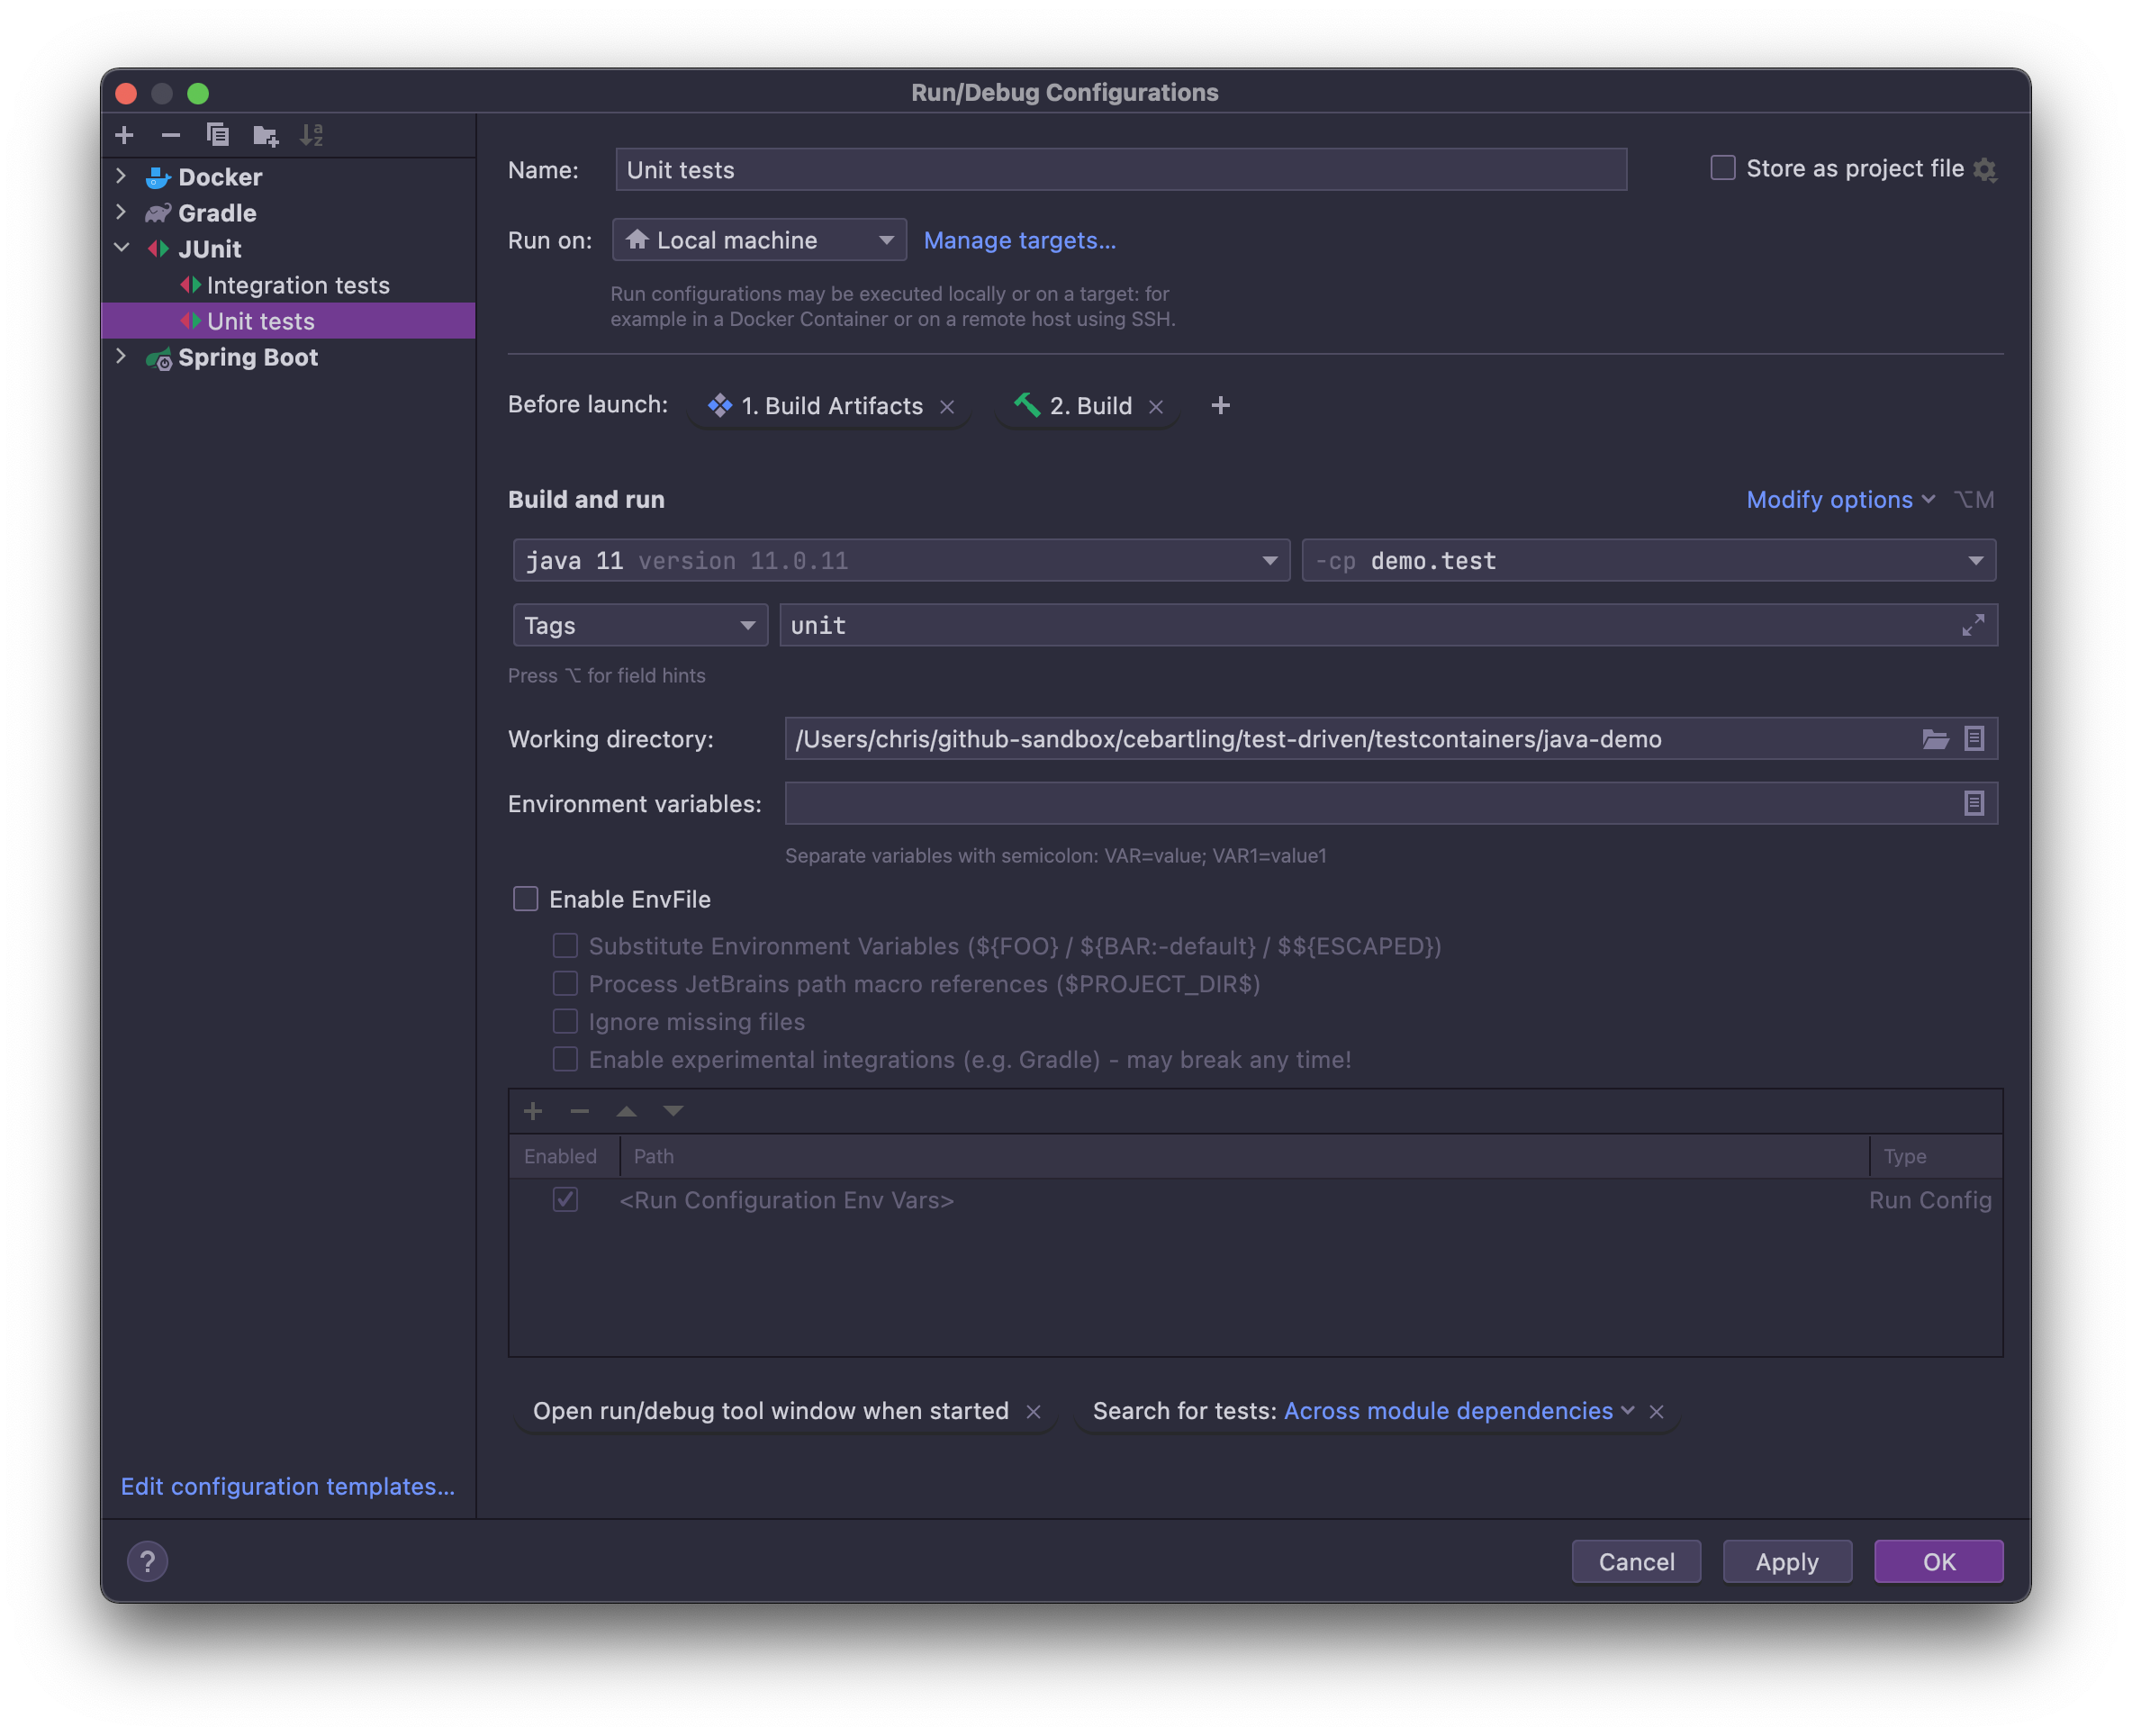 Run/Debug Configurations
Docker
Gradle
JUnit
Integration tests
Unit tests
Spring Boot
Edit configuration templates...
Name: Unit tests Store as project file
Run on: Local machine Manage targets...
Run configurations may be executed locally or on a target: for
example in a Docker Container or on a remote host using SSH.
Before launch: 1. Build Artifacts 2. Build
Build and run Modify options ⌥M
java 11 version 11.0.11 -cp demo.test
Tags unit
Press ⌥ for field hints
Working directory: /Users/chris/github-sandbox/cebartling/test-driven/testcontainers/java-demo
Environment variables:
Separate variables with semicolon: VAR=value; VAR1=value1
Enable EnvFile
Substitute Environment Variables (${FOO} / ${BAR:-default} / $${ESCAPED})
Process JetBrains path macro references ($PROJECT_DIR$)
Ignore missing files
Enable experimental integrations (e.g. Gradle) - may break any time!
Enabled Path Type
<Run Configuration Env Vars> Run Config
Open run/debug tool window when started Search for tests: Across module dependencies
? Cancel Apply OK